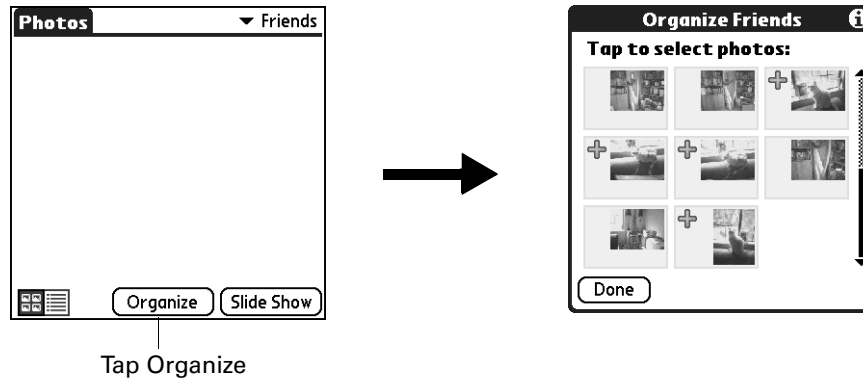 Photos
Friends
Organize
Slide Show
Tap Organize
Organize Friends
Tap to select photos:
Done